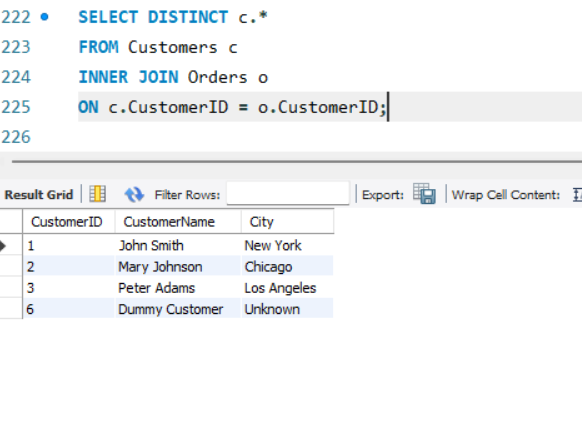 222 SELECT DISTINCT c.*
223 FROM Customers c
224 INNER JOIN Orders o
225 ON c.CustomerID = o.CustomerID;
226
Result Grid Filter Rows: Export: Wrap Cell Content:
CustomerID CustomerName City
1 John Smith New York
2 Mary Johnson Chicago
3 Peter Adams Los Angeles
6 Dummy Customer Unknown